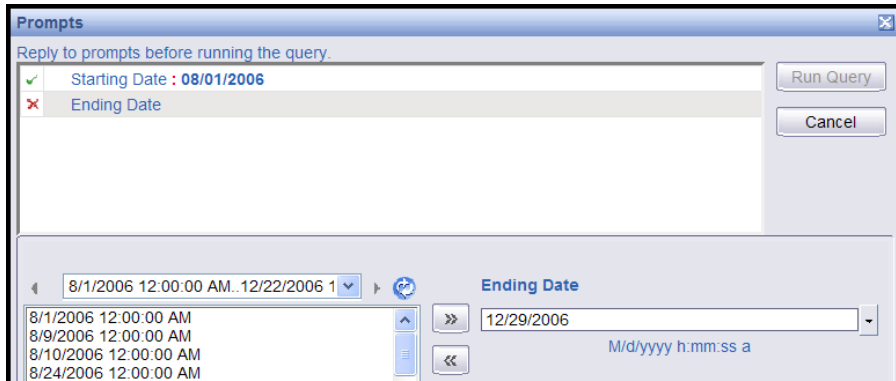 Prompts
Reply to prompts before running the query.
Starting Date : 08/01/2006
Run Query
Ending Date
Cancel
8/1/2006 12:00:00 AM..12/22/2006 1
Ending Date
8/1/2006 12:00:00 AM
8/9/2006 12:00:00 AM
8/10/2006 12:00:00 AM
8/24/2006 12:00:00 AM
12/29/2006
M/d/yyyy h:mm:ss a